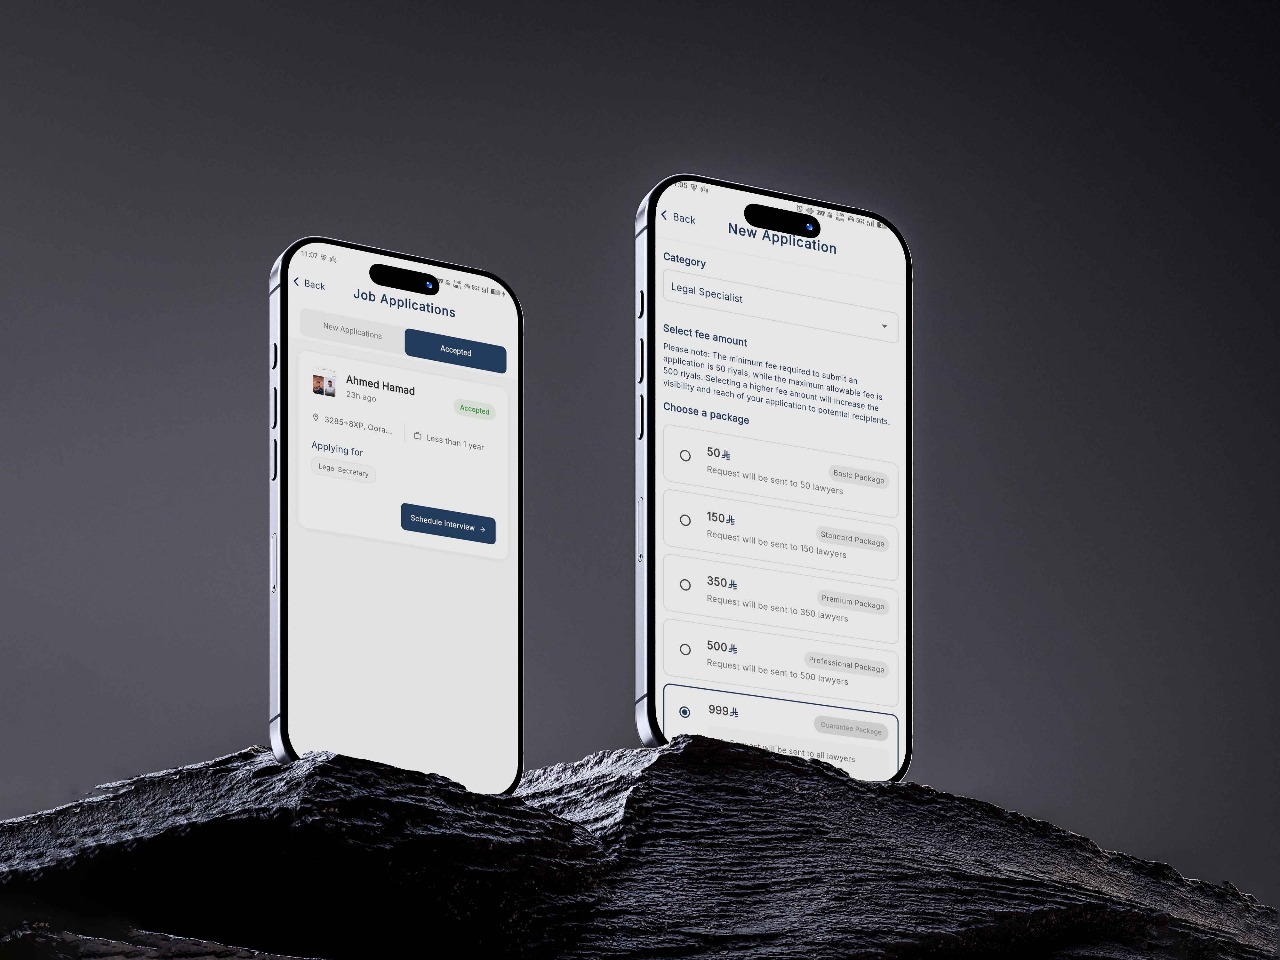 11:07
Back
Job Applications
New Applications
Accepted
Ahmed Hamad
23h ago
Accepted
3285+8XP, Oora...
Less than 1 year
Applying for
Legal Secretary
Schedule Interview
1:05
Back
New Application
Category
Legal Specialist
Select fee amount
Please note: The minimum fee required to submit an
application is 50 riyals, while the maximum allowable fee is
500 riyals. Selecting a higher fee amount will increase the
visibility and reach of your application to potential recipients.
Choose a package
50
Basic Package
Request will be sent to 50 lawyers
150
Standard Package
Request will be sent to 150 lawyers
350
Premium Package
Request will be sent to 350 lawyers
500
Professional Package
Request will be sent to 500 lawyers
999
Guarantee Package
will be sent to all lawyers